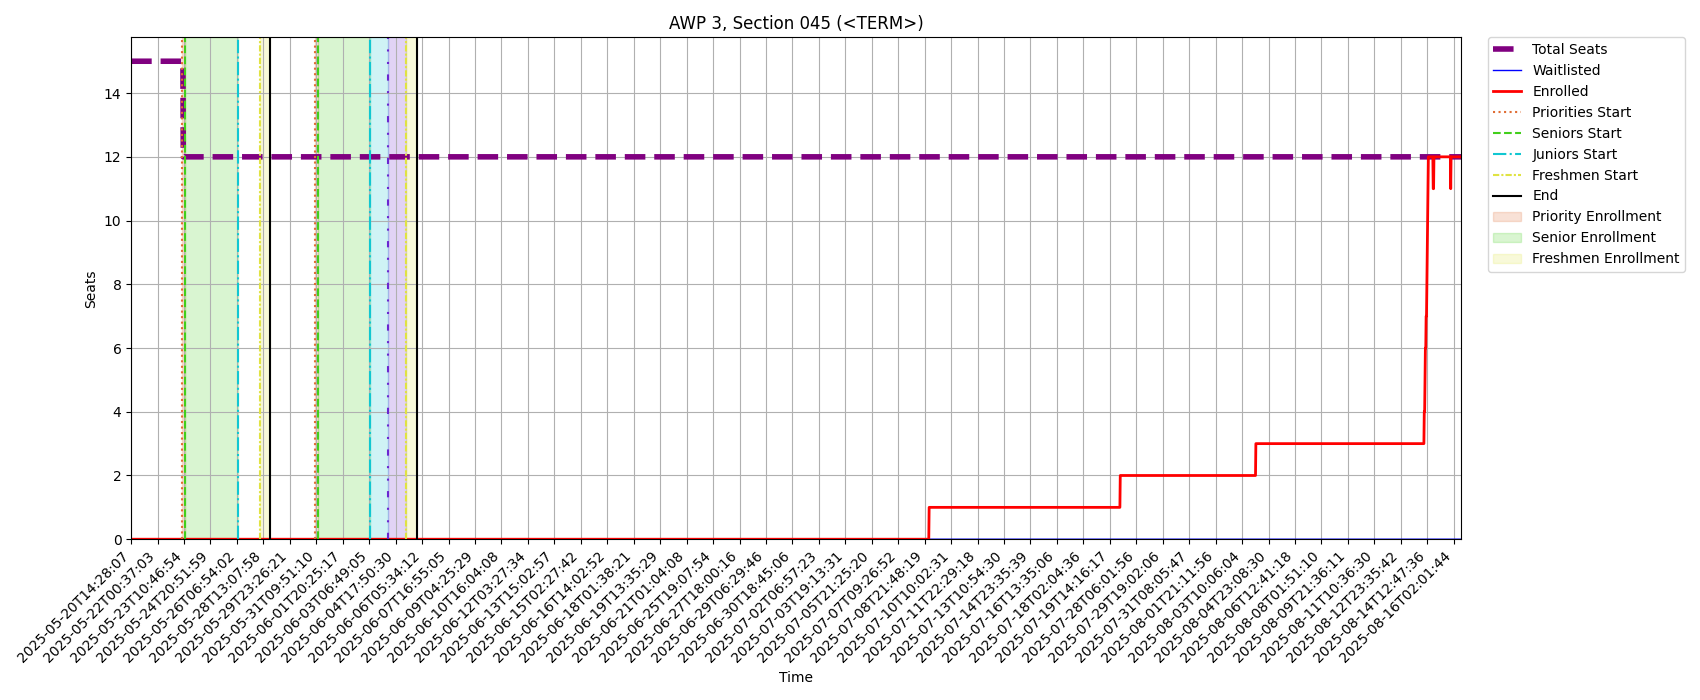 AWP 3, Section 045 (<TERM>)
Total Seats
Waitlisted
Enrolled
Priorities Start
Seniors Start
Juniors Start
Freshmen Start
End
Priority Enrollment
Senior Enrollment
Freshmen Enrollment
Seats
14
12
10
8
6
4
2
0
2025-05-20T14:28:07
2025-05-22T00:37:03
2025-05-23T10:46:54
2025-05-24T20:51:59
2025-05-26T06:54:02
2025-05-28T13:07:58
2025-05-29T23:26:21
2025-05-31T09:51:10
2025-06-01T20:25:17
2025-06-03T06:49:05
2025-06-04T17:50:30
2025-06-06T05:34:12
2025-06-07T16:55:05
2025-06-09T04:25:29
2025-06-10T16:04:08
2025-06-12T03:27:34
2025-06-13T15:02:57
2025-06-15T02:27:42
2025-06-16T14:02:52
2025-06-18T01:38:21
2025-06-19T13:35:29
2025-06-21T01:04:08
2025-06-25T19:07:54
2025-06-27T18:00:16
2025-06-29T06:29:46
2025-06-30T18:45:06
2025-07-02T06:57:23
2025-07-03T19:13:31
2025-07-05T21:25:20
2025-07-07T09:26:52
2025-07-08T21:48:19
2025-07-10T10:02:31
2025-07-11T22:29:18
2025-07-13T10:54:30
2025-07-14T23:35:39
2025-07-16T13:35:06
2025-07-18T02:04:36
2025-07-19T14:16:17
2025-07-28T06:01:56
2025-07-29T19:02:06
2025-07-31T08:05:47
2025-08-01T21:11:56
2025-08-03T10:06:04
2025-08-04T23:08:30
2025-08-06T12:41:18
2025-08-08T01:51:10
2025-08-09T21:36:11
2025-08-11T10:36:30
2025-08-12T23:35:42
2025-08-14T12:47:36
2025-08-16T02:01:44
Time